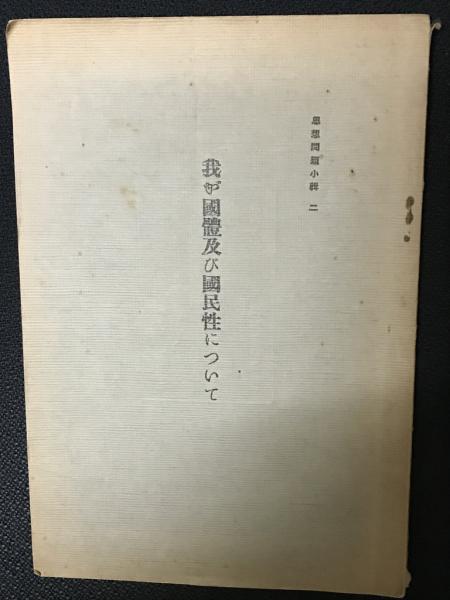 思想問題小輯 二
我が國體及び國民性について